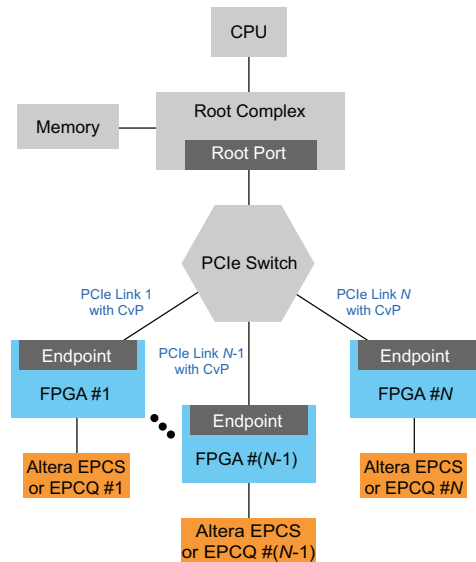 CPU
Memory
Root Complex
Root Port
PCIe Switch
PCIe Link 1
with CvP
PCIe Link N-1
with CvP
PCIe Link N
with CvP
Endpoint
FPGA #1
Endpoint
FPGA #(N-1)
Endpoint
FPGA #N
Altera EPCS
or EPCQ #1
Altera EPCS
or EPCQ #(N-1)
Altera EPCS
or EPCQ #N